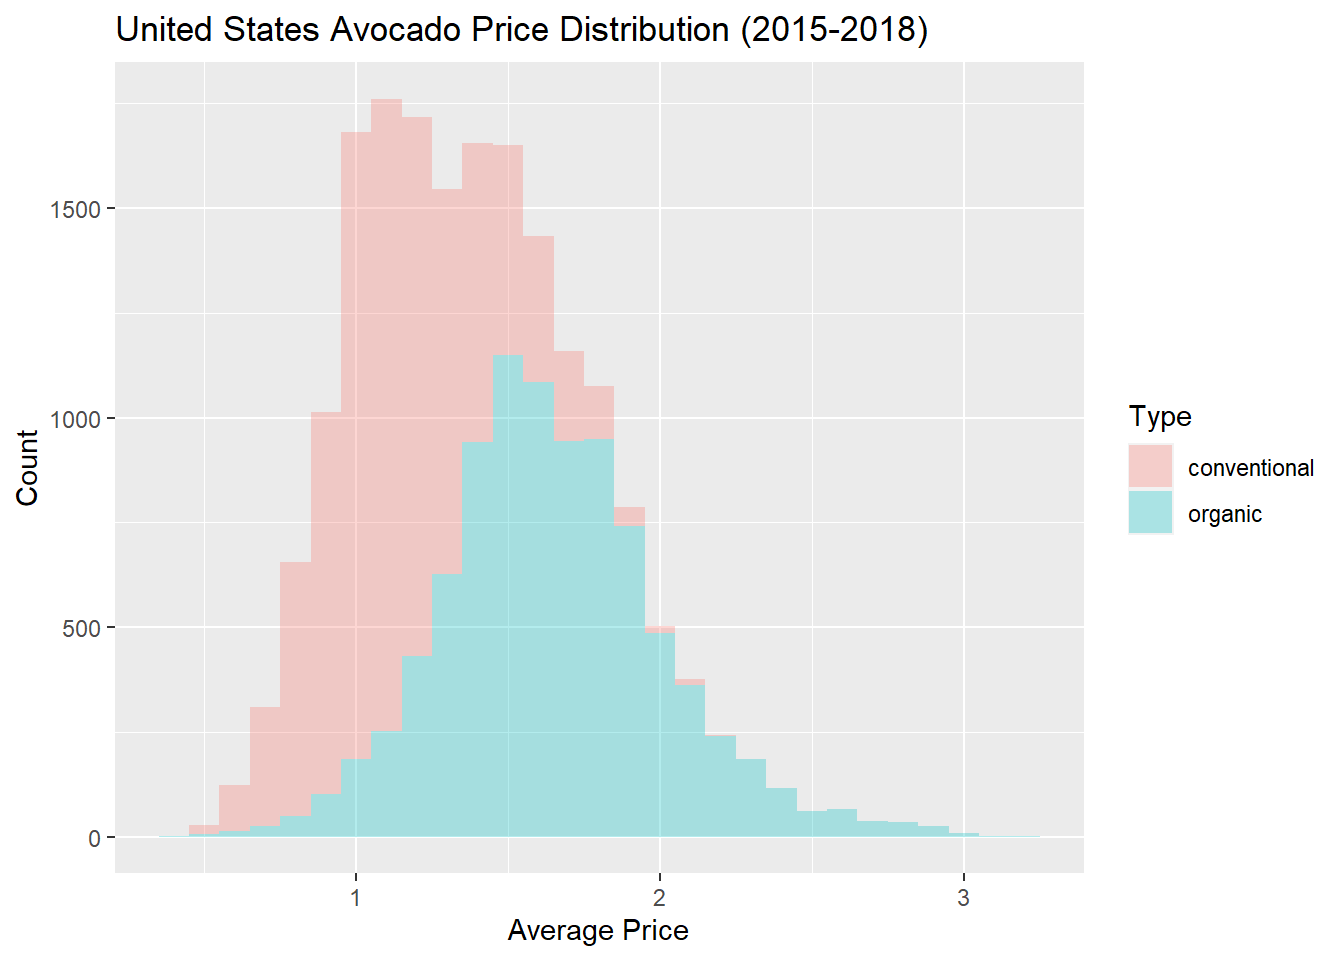 United States Avocado Price Distribution (2015-2018)
1500
1000
500
0
Count
1 2 3
Average Price
Type
conventional
organic